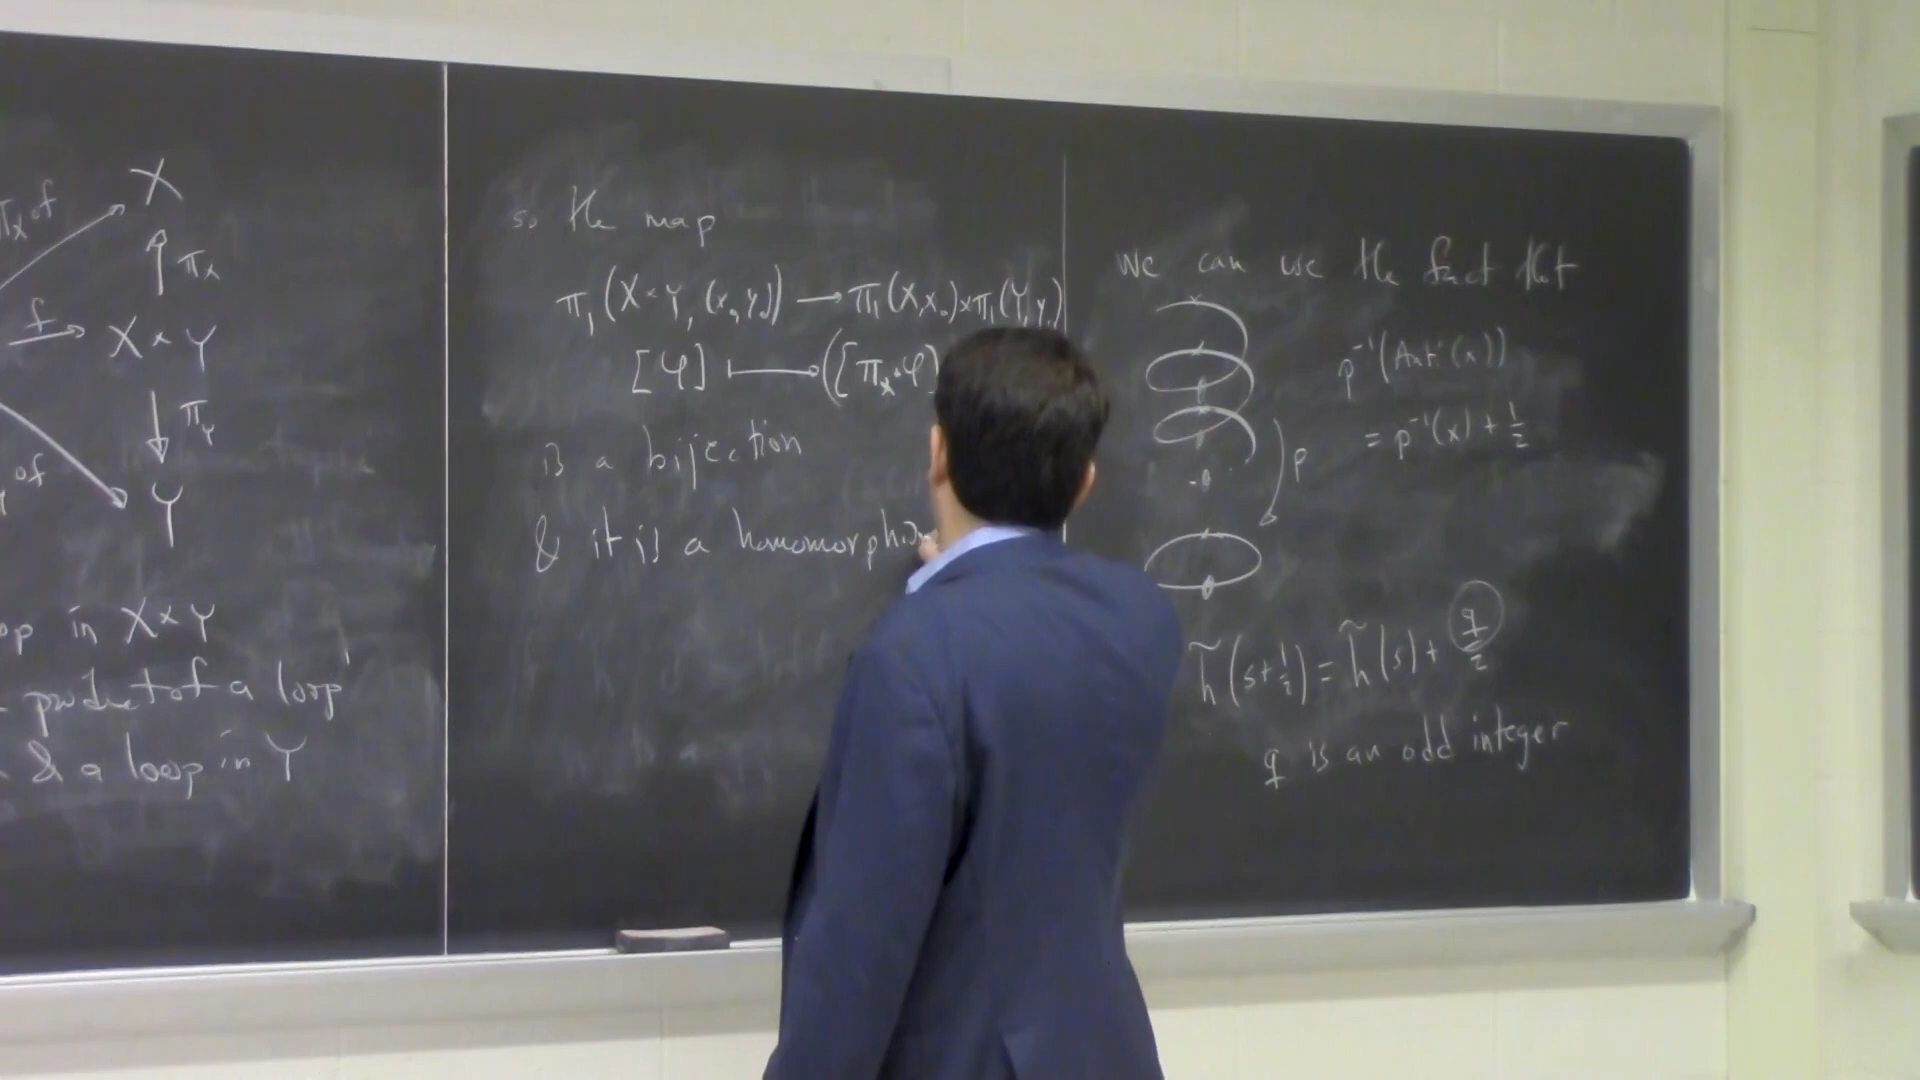 π_X∘f
X
π_X
f
X × Y
π_Y
∘f
Y
in X×Y
product of a loop
& a loop in Y
so the map
π₁(X×Y, (x₀,y₀)) → π₁(X,x₀)×π₁(Y,y₀)
[φ] ↦ ([π_X∘φ]
is a bijection
& it is a homomorphism
we can use the fact that
p⁻¹(Ant(x))
= p⁻¹(x) + 1/2
p
h̃(s+1/2) = h̃(s) + q/2
q is an odd integer